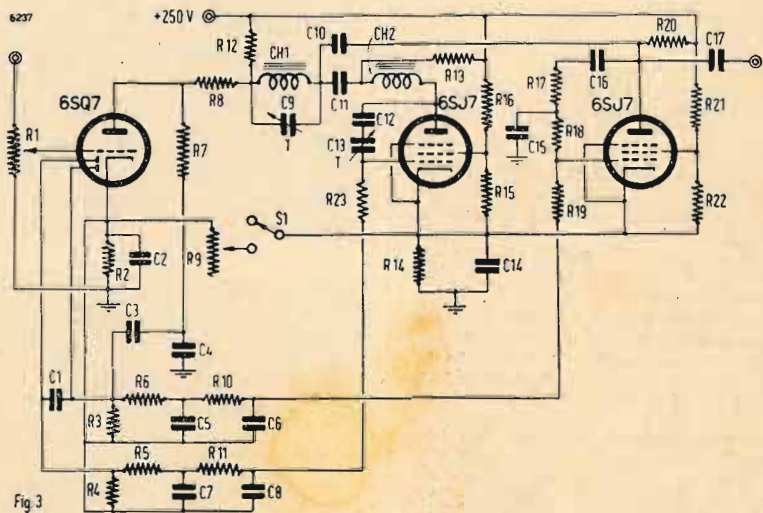 6237
+250 V
R12
CH1
C10
CH2
R20
C17
R13
C16
R17
6SQ7
R8
C9
T
C11
C12
6SJ7
R16
6SJ7
R21
R1
R7
C13
T
C15
R18
R23
R15
R19
R22
S1
R2
C2
R9
R14
C14
C3
C4
C1
R6
R10
R3
C5
C6
R5
R11
R4
C7
C8
Fig. 3